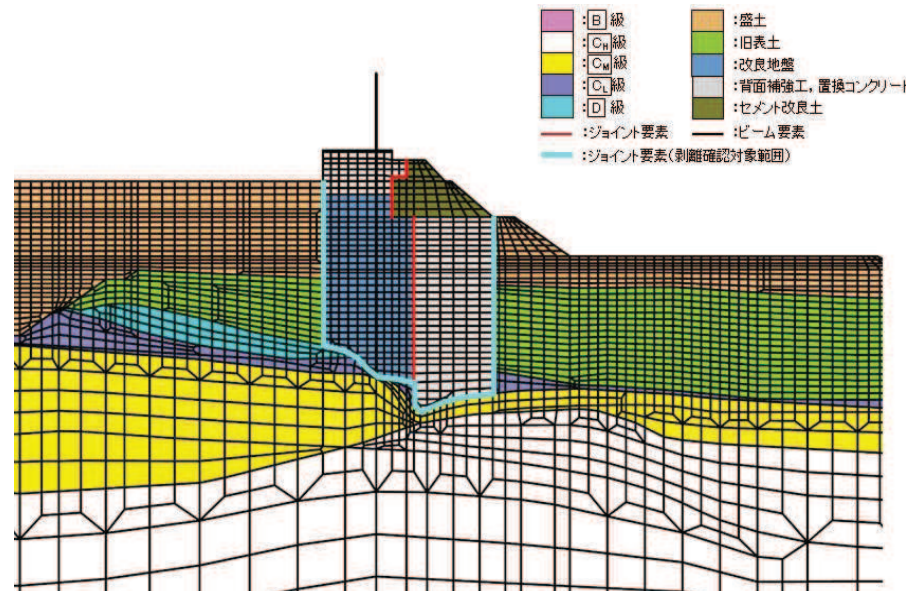 :B級
:CH級
:CM級
:CL級
:D級
:ジョイント要素
:ジョイント要素(剥離確認対象範囲)
:盛土
:旧表土
:改良地盤
:背面補強工，置換コンクリート
:セメント改良土
:ビーム要素